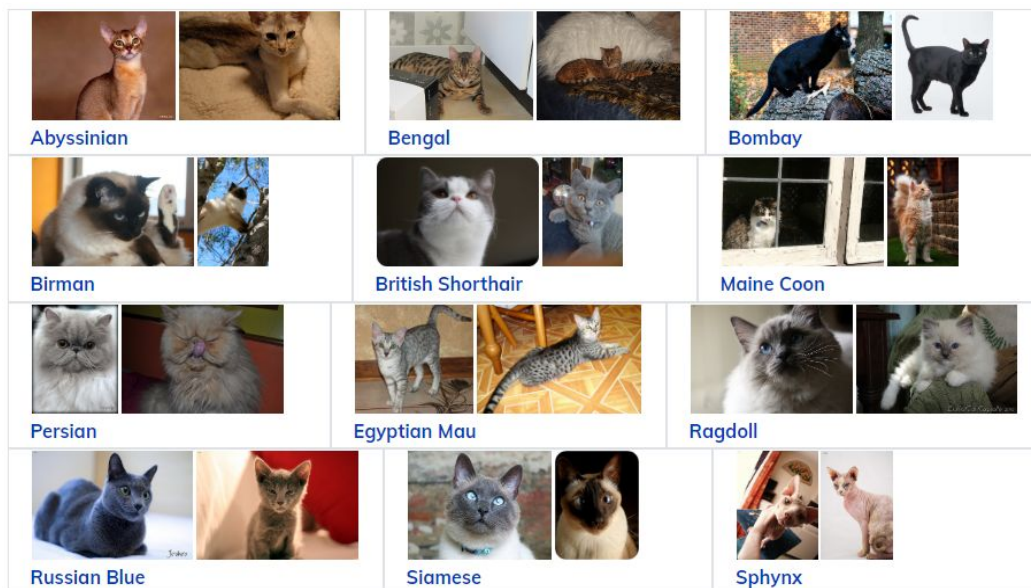 Abyssinian
Bengal
Bombay
Birman
British Shorthair
Maine Coon
Persian
Egyptian Mau
Ragdoll
Russian Blue
Siamese
Sphynx